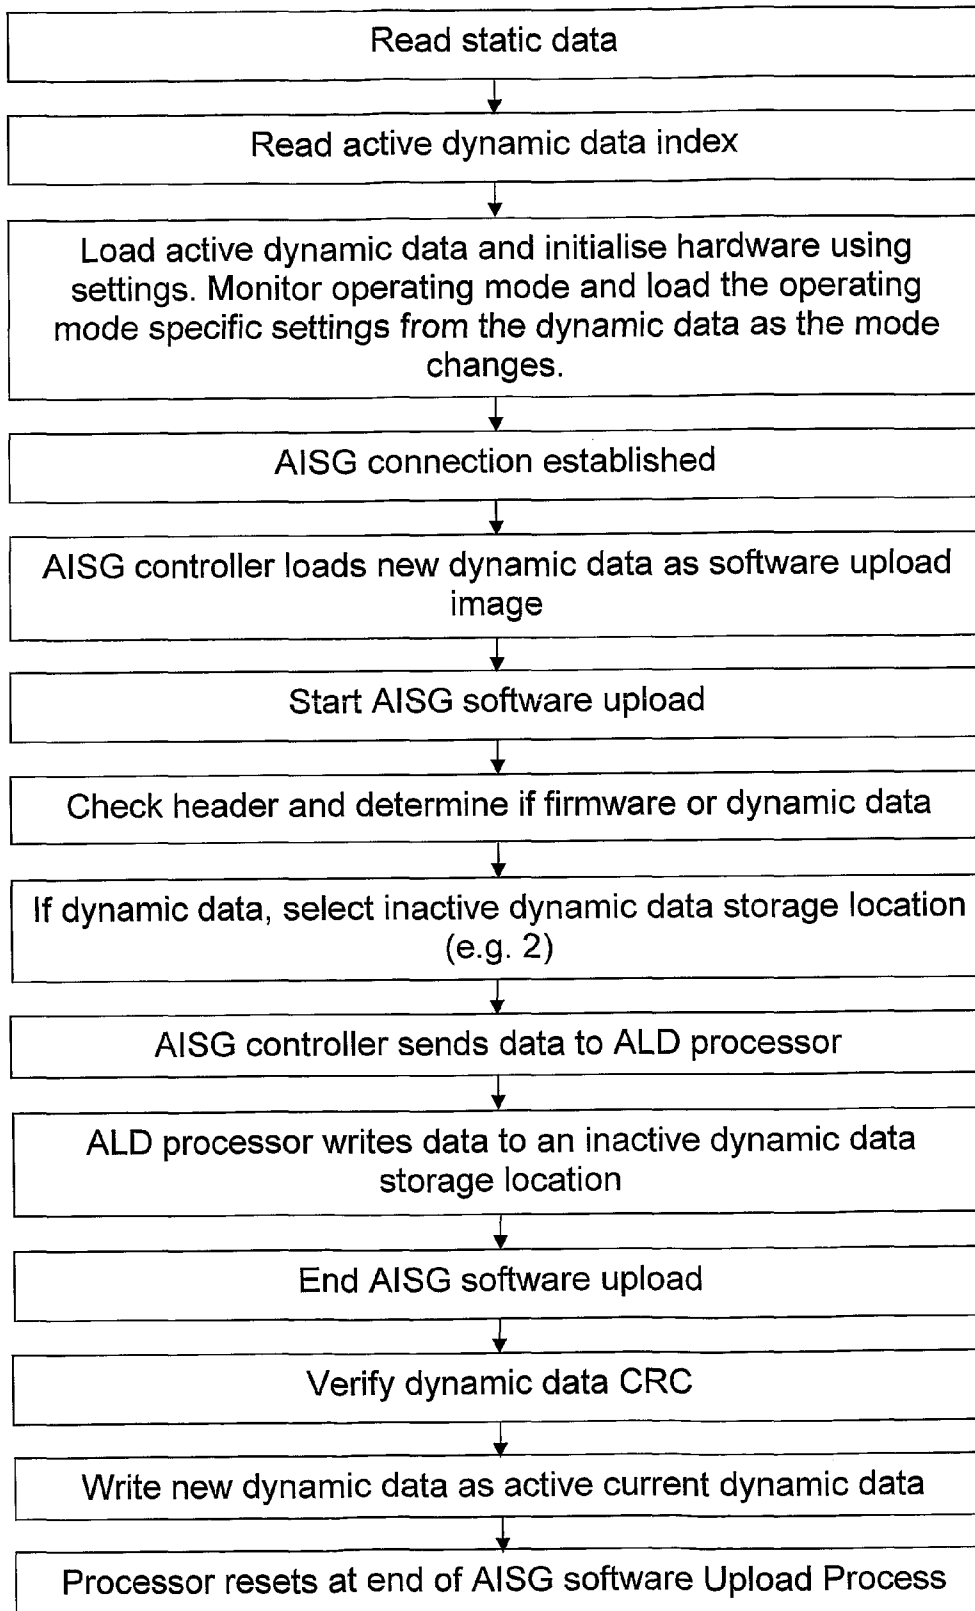 Read static data
Read active dynamic data index
Load active dynamic data and initialise hardware using
settings. Monitor operating mode and load the operating
mode specific settings from the dynamic data as the mode
changes.
AISG connection established
AISG controller loads new dynamic data as software upload
image
Start AISG software upload
Check header and determine if firmware or dynamic data
If dynamic data, select inactive dynamic data storage location
(e.g. 2)
AISG controller sends data to ALD processor
ALD processor writes data to an inactive dynamic data
storage location
End AISG software upload
Verify dynamic data CRC
Write new dynamic data as active current dynamic data
Processor resets at end of AISG software Upload Process